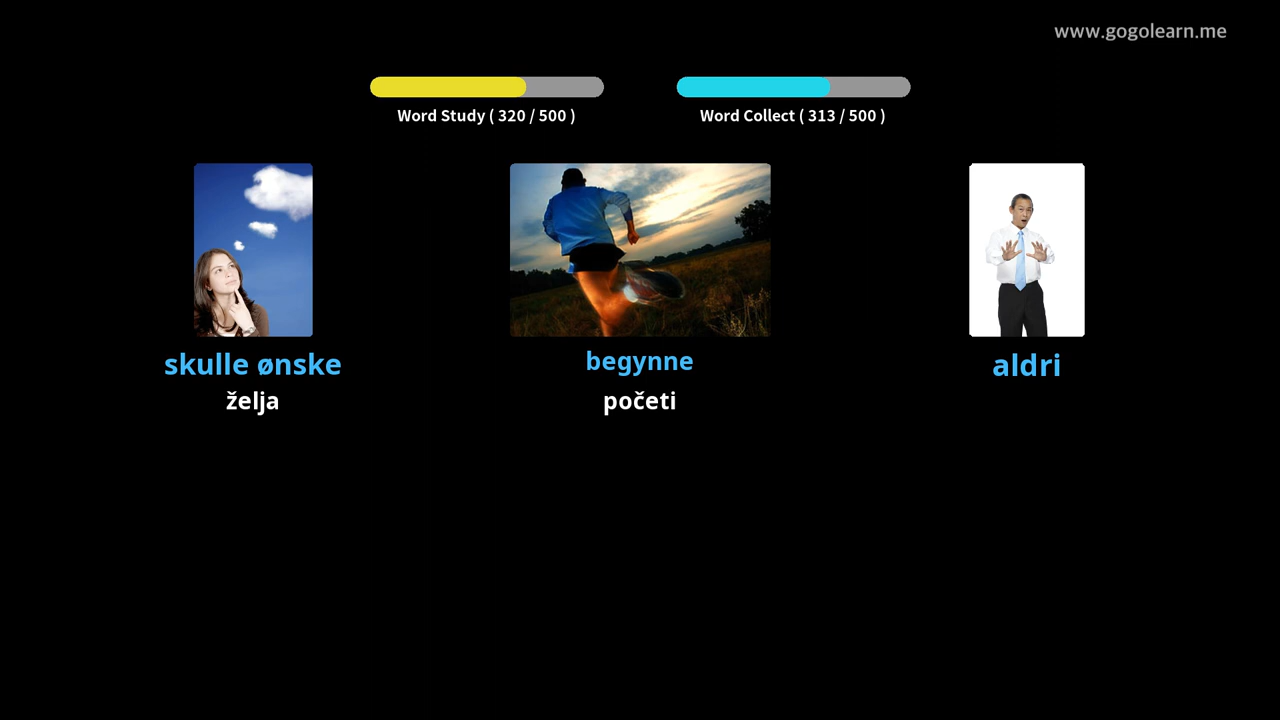 www.gogolearn.me
Word Study ( 320 / 500 )
Word Collect ( 313 / 500 )
skulle ønske
želja
begynne
početi
aldri